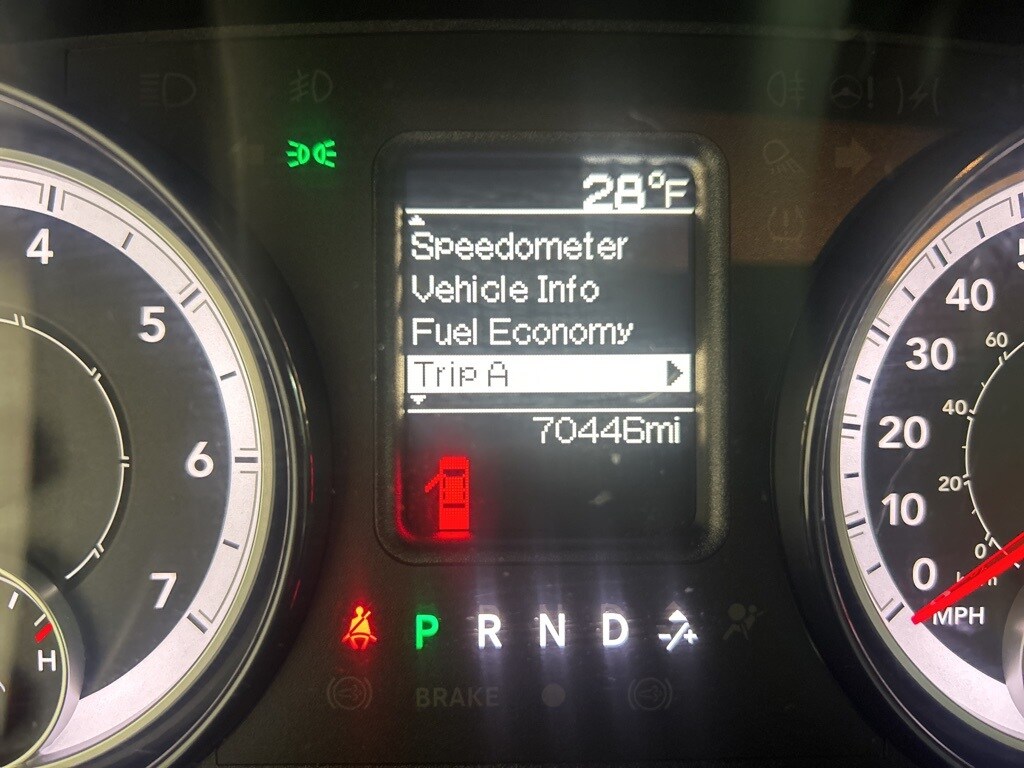 28°F
Speedometer
Vehicle Info
Fuel Economy
Trip A
70446mi
4
5
6
7
H
40
30
20
10
0
60
40
20
0
MPH
P R N D -/+
BRAKE